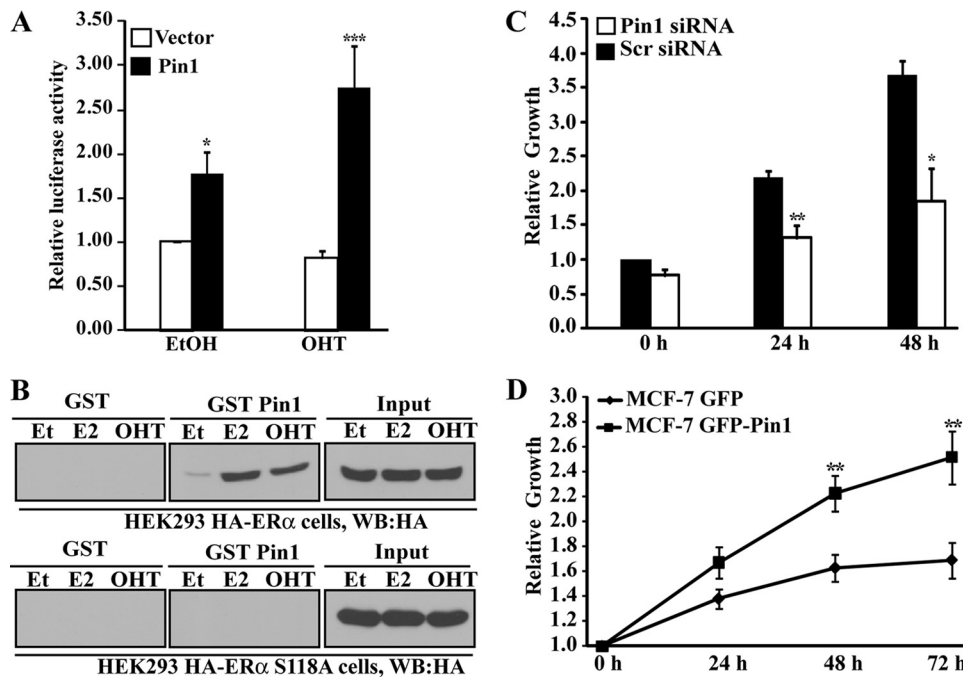 A
Relative luciferase activity
3.50
3.00
2.50
2.00
1.50
1.00
0.50
0.00
Vector
Pin1
*
***
EtOH
OHT
B
GST
GST Pin1
Input
Et E2 OHT
Et E2 OHT
Et E2 OHT
HEK293 HA-ERα cells, WB:HA
GST
GST Pin1
Input
Et E2 OHT
Et E2 OHT
Et E2 OHT
HEK293 HA-ERα S118A cells, WB:HA
C
Relative Growth
4.5
4.0
3.5
3.0
2.5
2.0
1.5
1.0
0.5
0.0
Pin1 siRNA
Scr siRNA
**
*
0 h
24 h
48 h
D
Relative Growth
3.0
2.8
2.6
2.4
2.2
2.0
1.8
1.6
1.4
1.2
1.0
MCF-7 GFP
MCF-7 GFP-Pin1
**
**
0 h
24 h
48 h
72 h